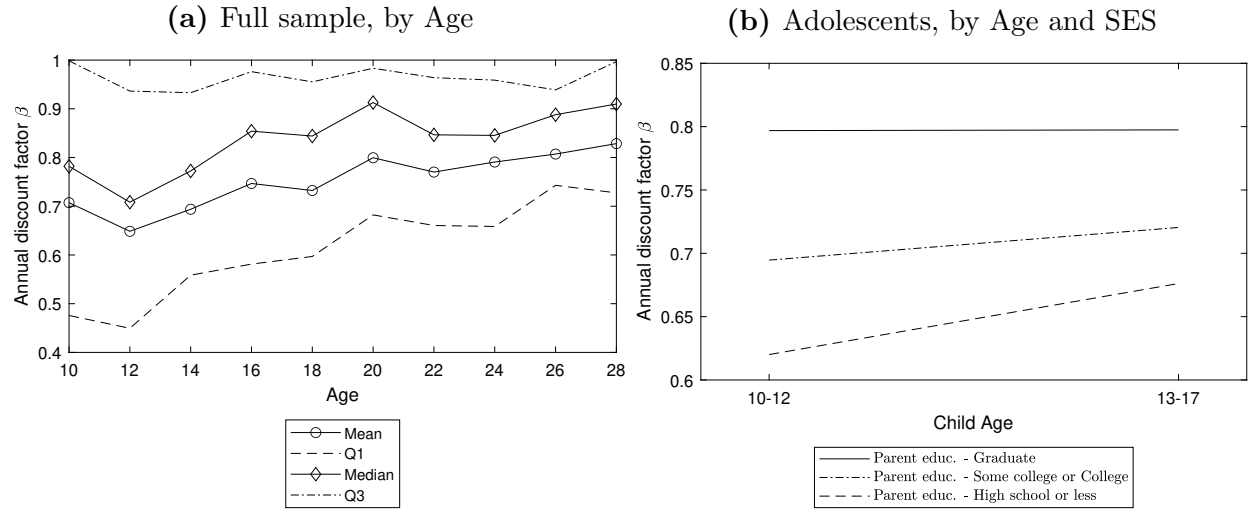 (a) Full sample, by Age
1
0.9
0.8
0.7
0.6
0.5
0.4
Annual discount factor β
10 12 14 16 18 20 22 24 26 28
Age
Mean
Q1
Median
Q3
(b) Adolescents, by Age and SES
0.85
0.8
0.75
0.7
0.65
0.6
Annual discount factor β
10-12 13-17
Child Age
Parent educ. - Graduate
Parent educ. - Some college or College
Parent educ. - High school or less